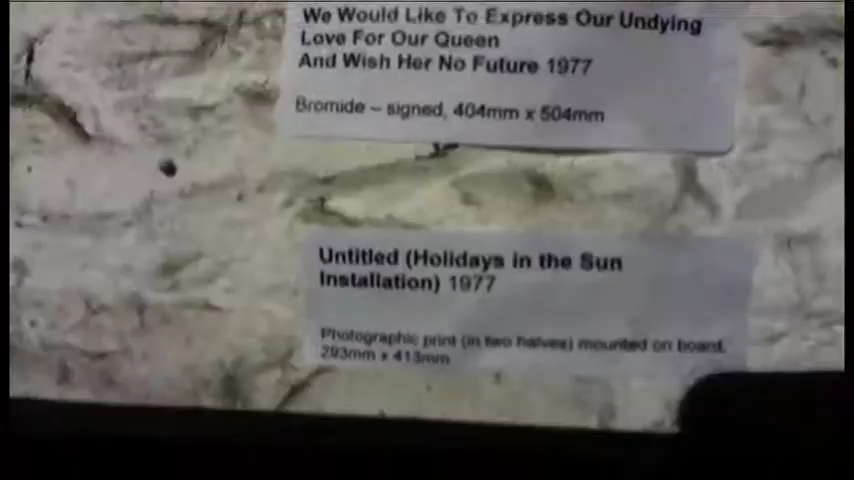 We Would Like To Express Our Undying
Love For Our Queen
And Wish Her No Future 1977
Bromide – signed, 404mm x 504mm
Untitled (Holidays in the Sun
Installation) 1977
Photographic print (in two halves) mounted on board,
293mm x 413mm